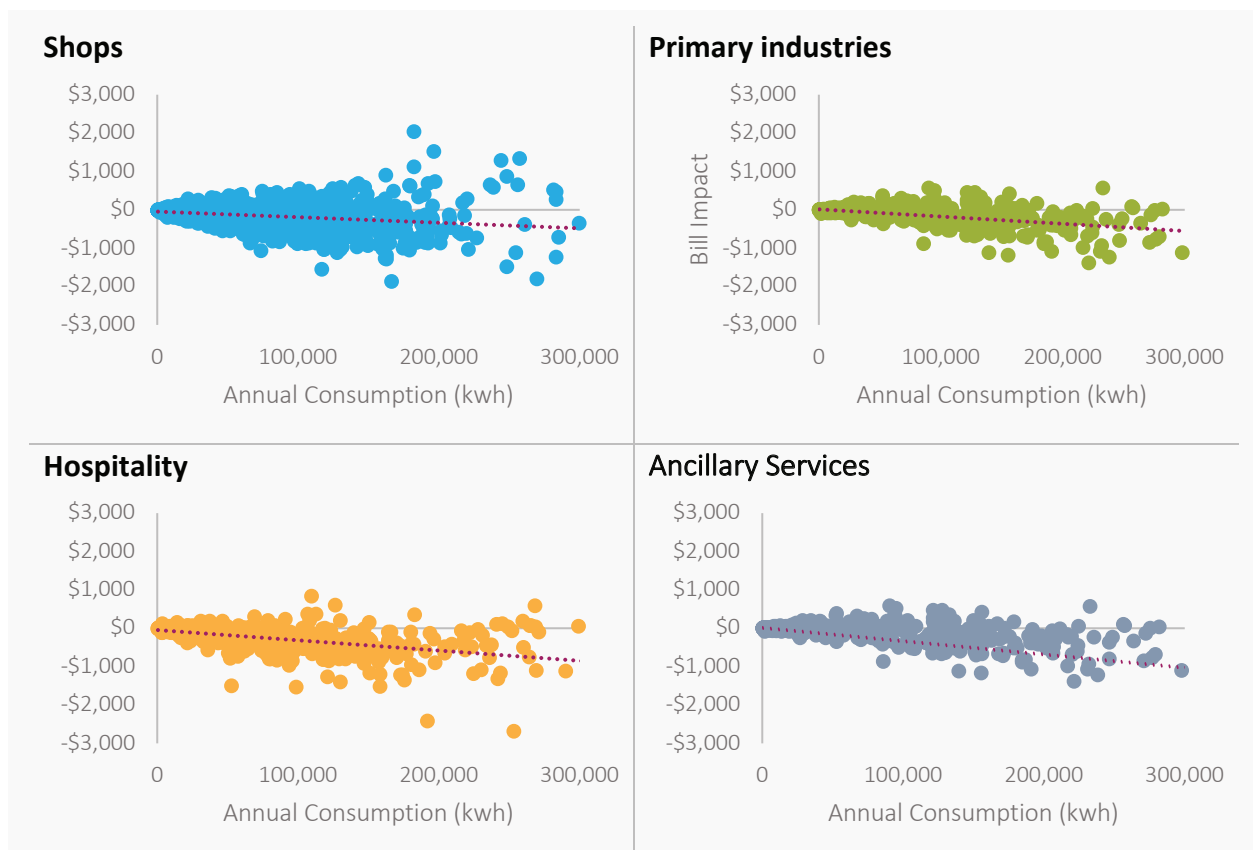 Shops
$3,000
$2,000
$1,000
$0
-$1,000
-$2,000
-$3,000
0 100,000 200,000 300,000
Annual Consumption (kwh)
Primary industries
Bill Impact
$3,000
$2,000
$1,000
$0
-$1,000
-$2,000
-$3,000
0 100,000 200,000 300,000
Annual Consumption (kwh)
Hospitality
$3,000
$2,000
$1,000
$0
-$1,000
-$2,000
-$3,000
0 100,000 200,000 300,000
Annual Consumption (kwh)
Ancillary Services
$3,000
$2,000
$1,000
$0
-$1,000
-$2,000
-$3,000
0 100,000 200,000 300,000
Annual Consumption (kwh)